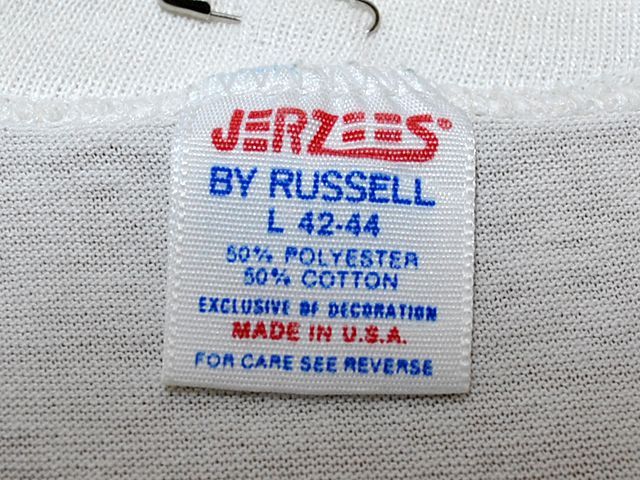 JERZEES®
BY RUSSELL
L 42-44
50% POLYESTER
50% COTTON
EXCLUSIVE OF DECORATION
MADE IN U.S.A.
FOR CARE SEE REVERSE